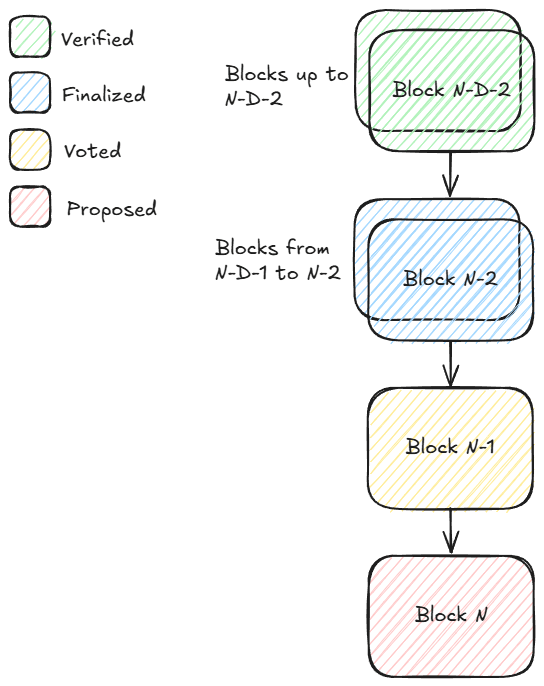 Verified
Finalized
Voted
Proposed
Blocks up to
N-D-2
Block N-D-2
Blocks from
N-D-1 to N-2
Block N-2
Block N-1
Block N